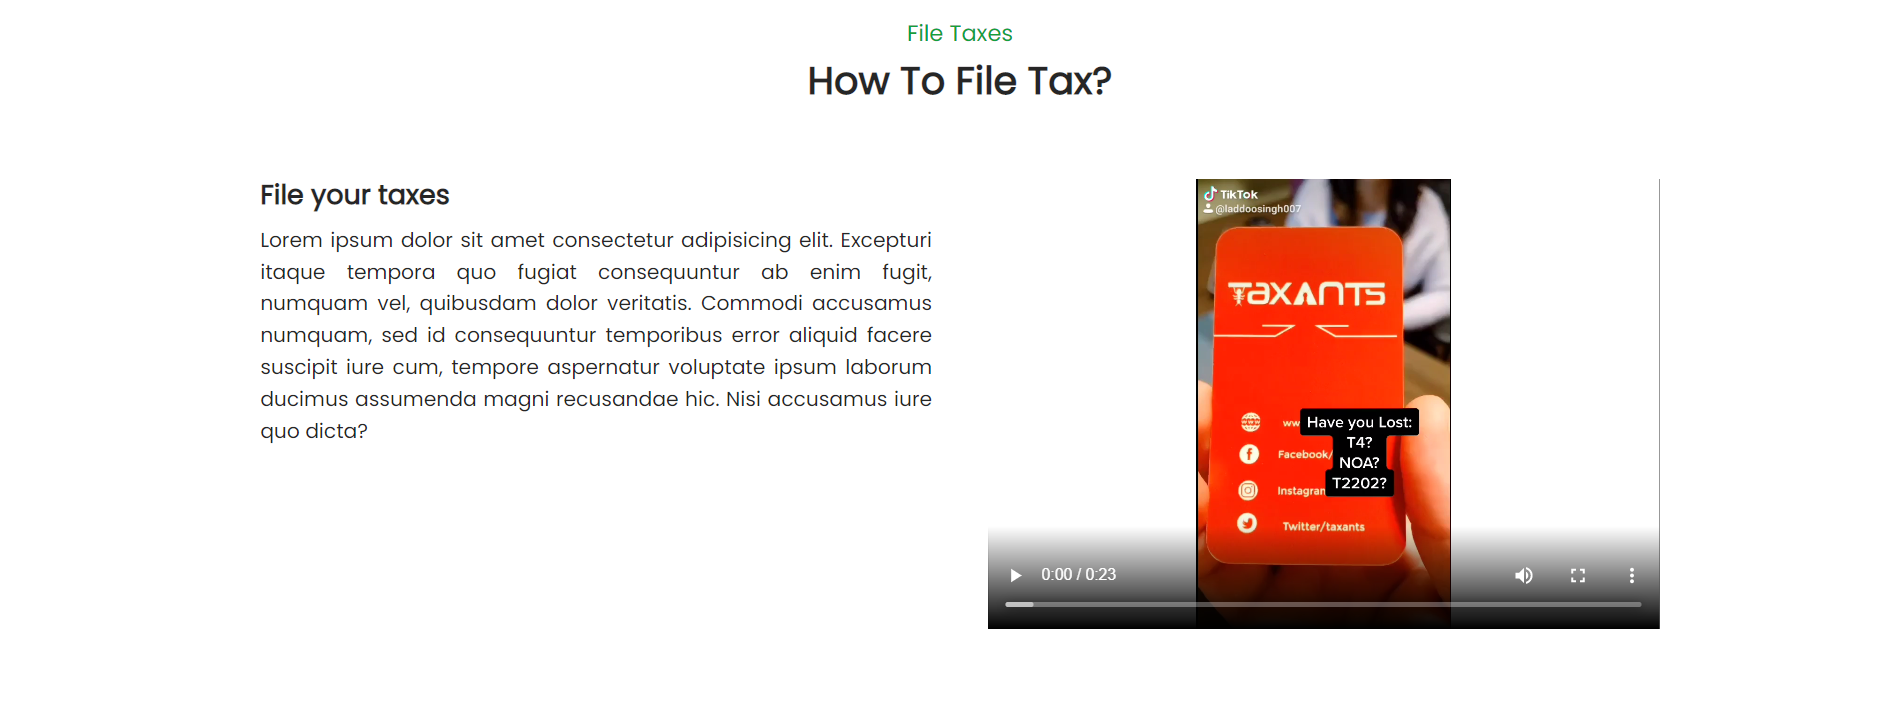 File Taxes
How To File Tax?
File your taxes
Lorem ipsum dolor sit amet consectetur adipisicing elit. Excepturi
itaque tempora quo fugiat consequuntur ab enim fugit,
numquam vel, quibusdam dolor veritatis. Commodi accusamus
numquam, sed id consequuntur temporibus error aliquid facere
suscipit iure cum, tempore aspernatur voluptate ipsum laborum
ducimus assumenda magni recusandae hic. Nisi accusamus iure
quo dicta?
TikTok
@laddoosingh007
TAXANTS
Have you Lost:
T4?
Facebook/
NOA?
T2202?
Twitter/taxants
0:00 / 0:23